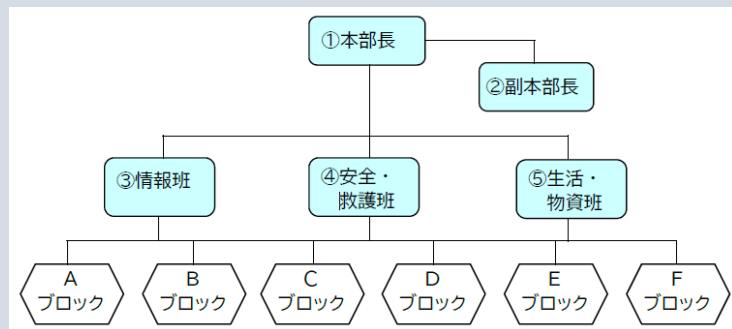 ①本部長
②副本部長
③情報班
④安全・
救護班
⑤生活・
物資班
A
ブロック
B
ブロック
C
ブロック
D
ブロック
E
ブロック
F
ブロック